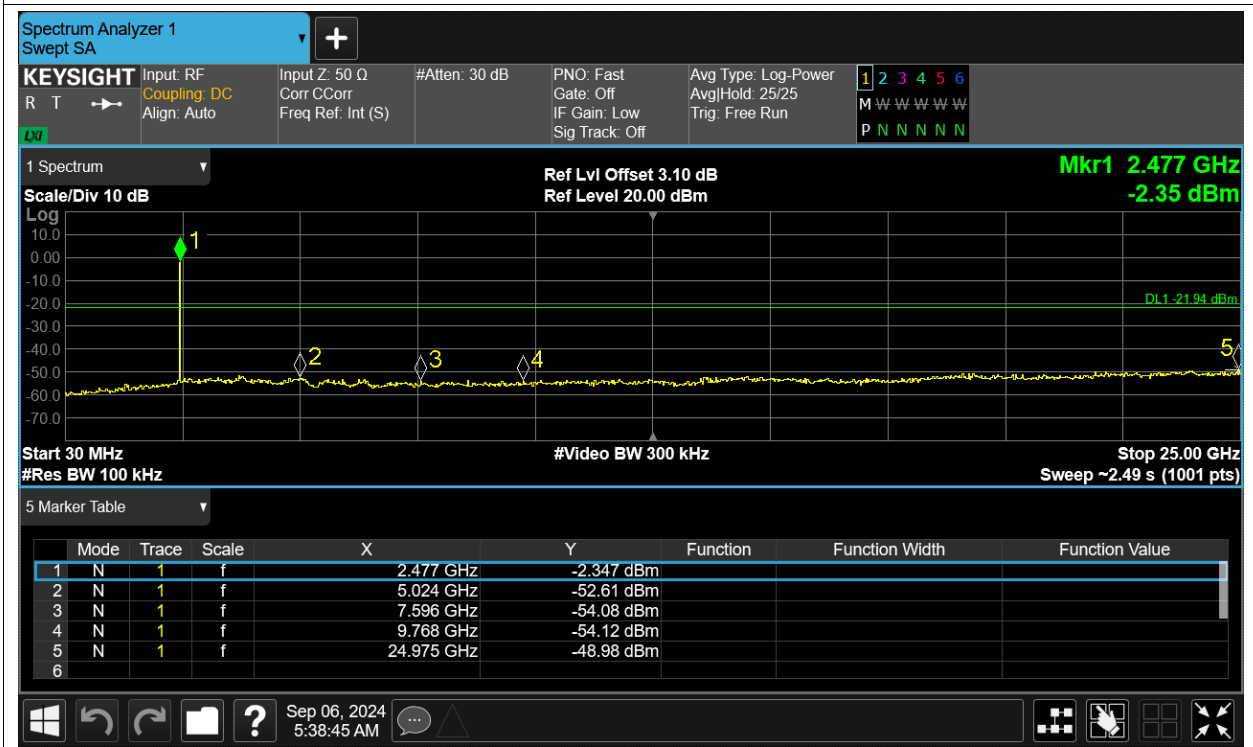 Spectrum Analyzer 1
Swept SA
KEYSIGHT
R T
LXI
Input: RF
Coupling: DC
Align: Auto
Input Z: 50 Ω
Corr CCorr
Freq Ref: Int (S)
#Atten: 30 dB
PNO: Fast
Gate: Off
IF Gain: Low
Sig Track: Off
Avg Type: Log-Power
Avg|Hold: 25/25
Trig: Free Run
1 2 3 4 5 6
M W W W W W
P N N N N N
1 Spectrum
Scale/Div 10 dB
Ref Lvl Offset 3.10 dB
Ref Level 20.00 dBm
Mkr1 2.477 GHz
-2.35 dBm
Log
10.0
0.00
-10.0
-20.0
-30.0
-40.0
-50.0
-60.0
-70.0
1
DL1 -21.94 dBm
2
3
4
5
Start 30 MHz
#Res BW 100 kHz
#Video BW 300 kHz
Stop 25.00 GHz
Sweep ~2.49 s (1001 pts)
5 Marker Table
Mode Trace Scale X Y Function Function Width Function Value
1 N 1 f 2.477 GHz -2.347 dBm
2 N 1 f 5.024 GHz -52.61 dBm
3 N 1 f 7.596 GHz -54.08 dBm
4 N 1 f 9.768 GHz -54.12 dBm
5 N 1 f 24.975 GHz -48.98 dBm
6
?
Sep 06, 2024
5:38:45 AM